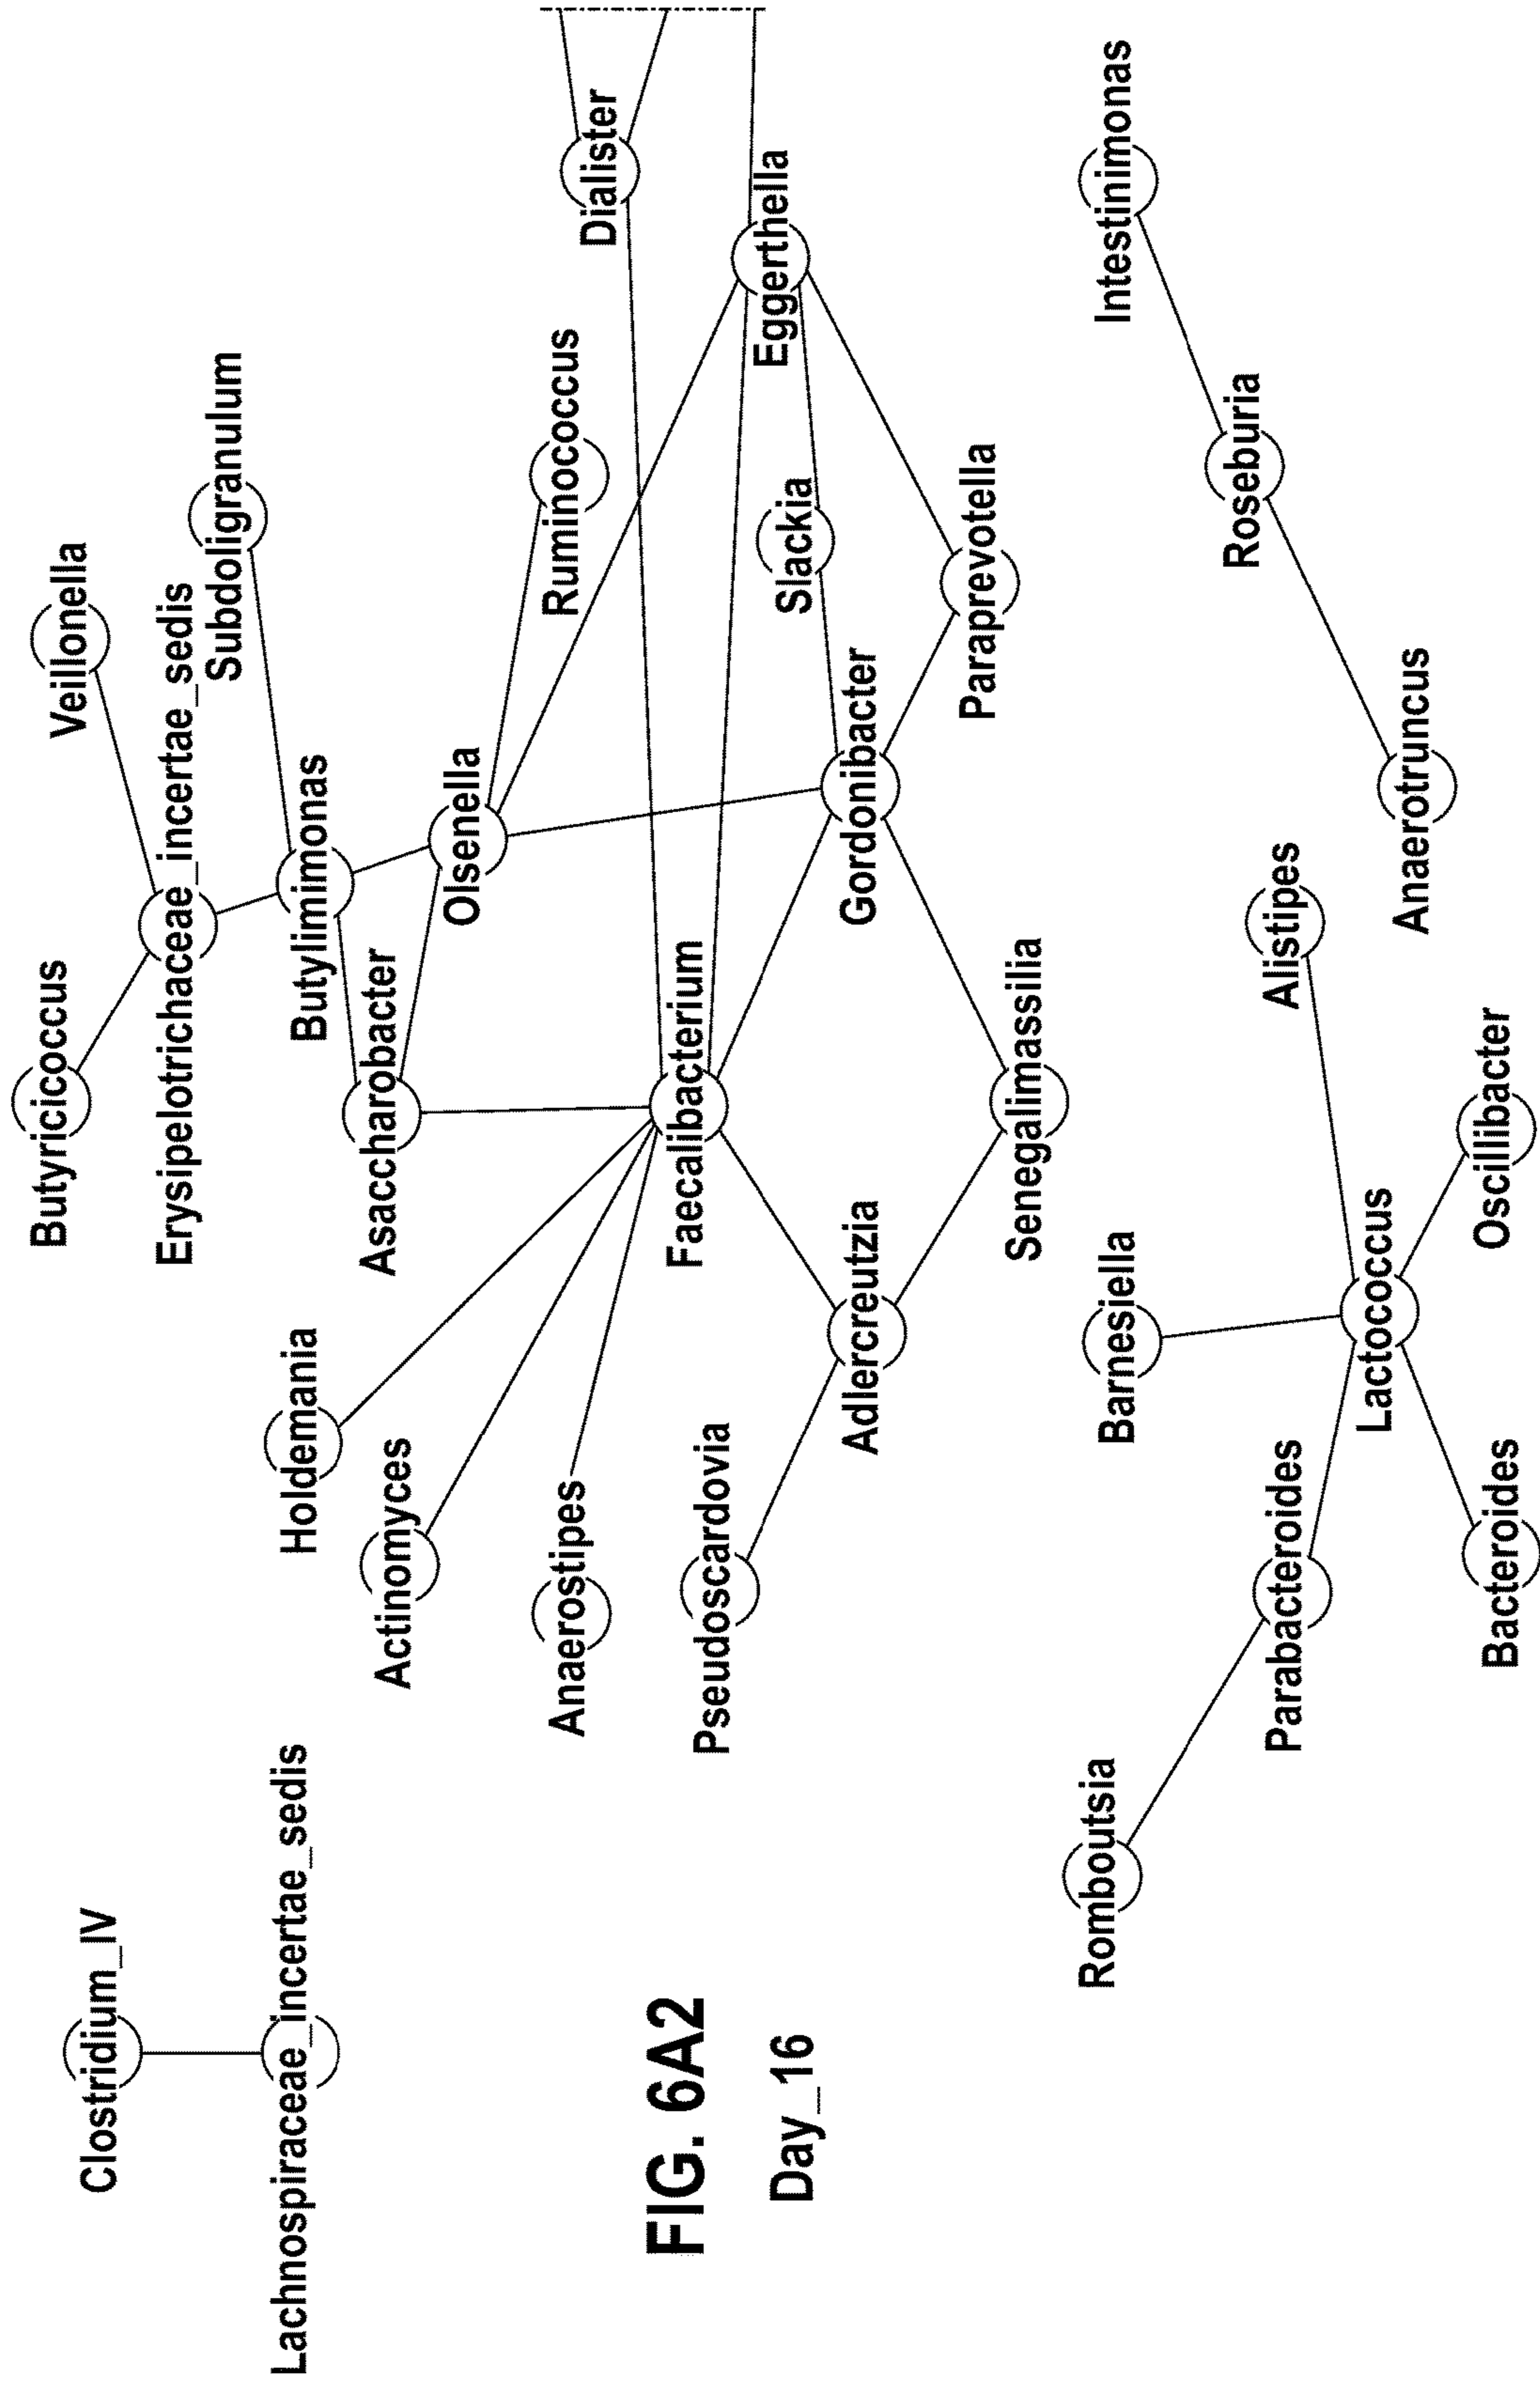 Clostridium_IV
Lachnospiraceae_incertae_sedis
FIG. 6A2
Day_16
Butyricicoccus
Veillonella
Erysipelotrichaceae_incertae_sedis
Subdoligranulum
Butylimimonas
Asaccharobacter
Olsenella
Ruminococcus
Dialister
Holdemania
Actinomyces
Anaerostipes
Faecalibacterium
Pseudoscardovia
Eggerthella
Slackia
Gordonibacter
Adlercreutzia
Paraprevotella
Senegalimassilia
Romboutsia
Barnesiella
Intestinimonas
Parabacteroides
Alistipes
Roseburia
Lactococcus
Anaerotruncus
Bacteroides
Oscillibacter